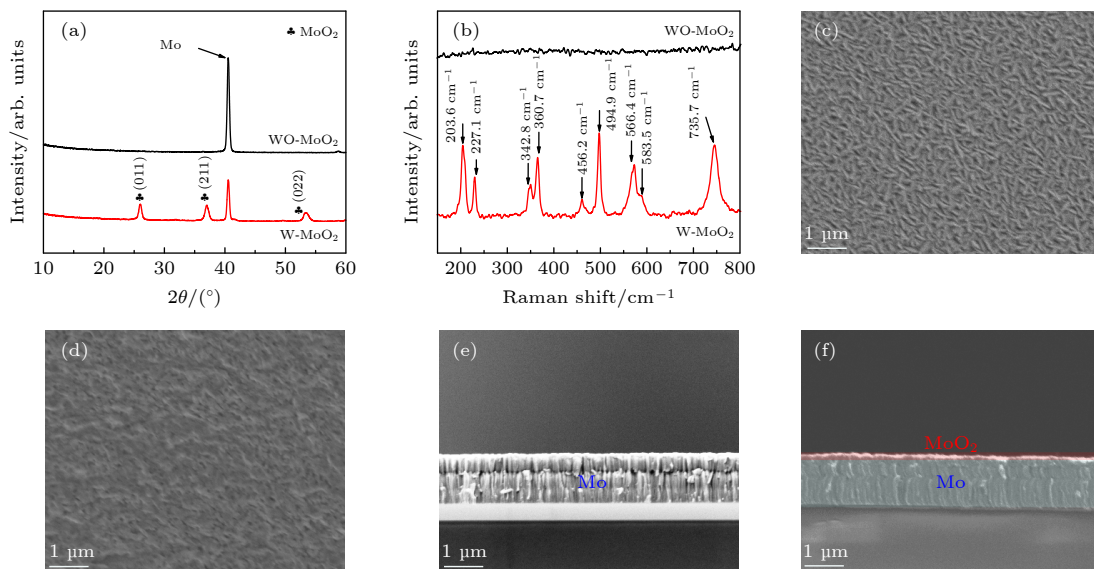 (a)
♣ MoO₂
Mo
WO-MoO₂
♣ (011)
♣ (211)
♣ (022)
W-MoO₂
Intensity/arb. units
10 20 30 40 50 60
2θ/(°)
(b)
WO-MoO₂
203.6 cm⁻¹
227.1 cm⁻¹
342.8 cm⁻¹
360.7 cm⁻¹
456.2 cm⁻¹
494.9 cm⁻¹
566.4 cm⁻¹
583.5 cm⁻¹
735.7 cm⁻¹
W-MoO₂
Intensity/arb. units
200 300 400 500 600 700 800
Raman shift/cm⁻¹
(c)
1 µm
(d)
1 µm
(e)
Mo
1 µm
(f)
MoO₂
Mo
1 µm